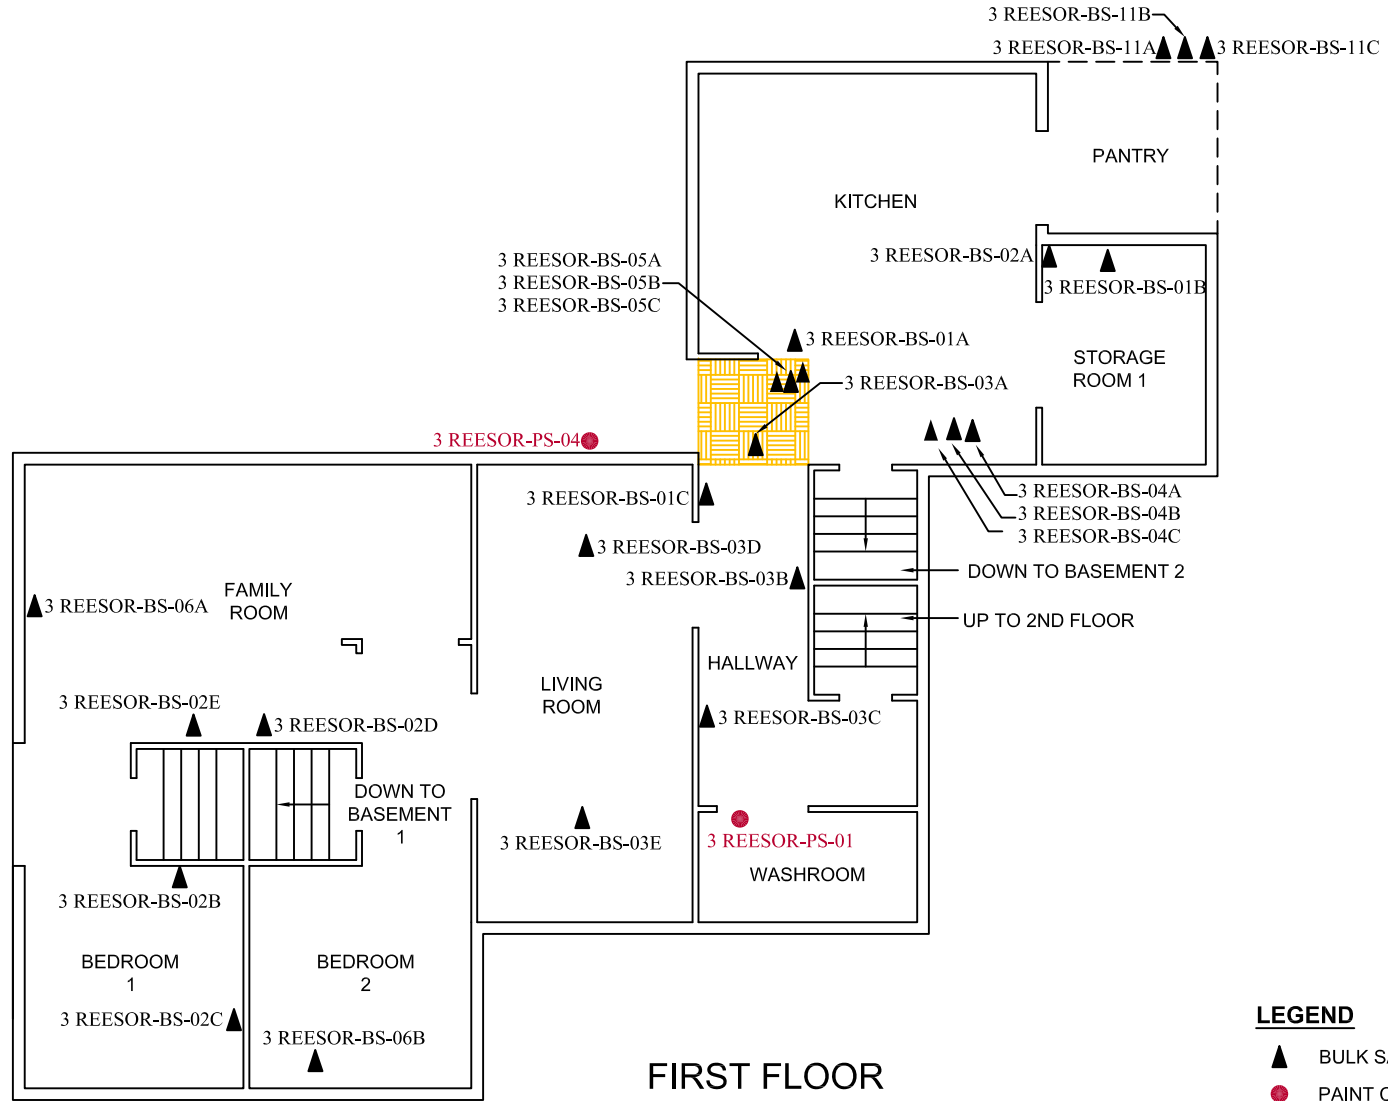 3 REESOR-BS-11B
3 REESOR-BS-11A
3 REESOR-BS-11C
PANTRY
KITCHEN
3 REESOR-BS-05A
3 REESOR-BS-05B
3 REESOR-BS-05C
3 REESOR-BS-02A
3 REESOR-BS-01B
3 REESOR-BS-01A
STORAGE
ROOM 1
3 REESOR-BS-03A
3 REESOR-PS-04
3 REESOR-BS-01C
3 REESOR-BS-04A
3 REESOR-BS-04B
3 REESOR-BS-04C
3 REESOR-BS-03D
3 REESOR-BS-03B
DOWN TO BASEMENT 2
FAMILY
ROOM
3 REESOR-BS-06A
UP TO 2ND FLOOR
HALLWAY
LIVING
ROOM
3 REESOR-BS-02E
3 REESOR-BS-02D
3 REESOR-BS-03C
DOWN TO
BASEMENT
1
3 REESOR-BS-03E
3 REESOR-PS-01
WASHROOM
3 REESOR-BS-02B
BEDROOM
1
BEDROOM
2
3 REESOR-BS-02C
3 REESOR-BS-06B
FIRST FLOOR
LEGEND
BULK
PAINT